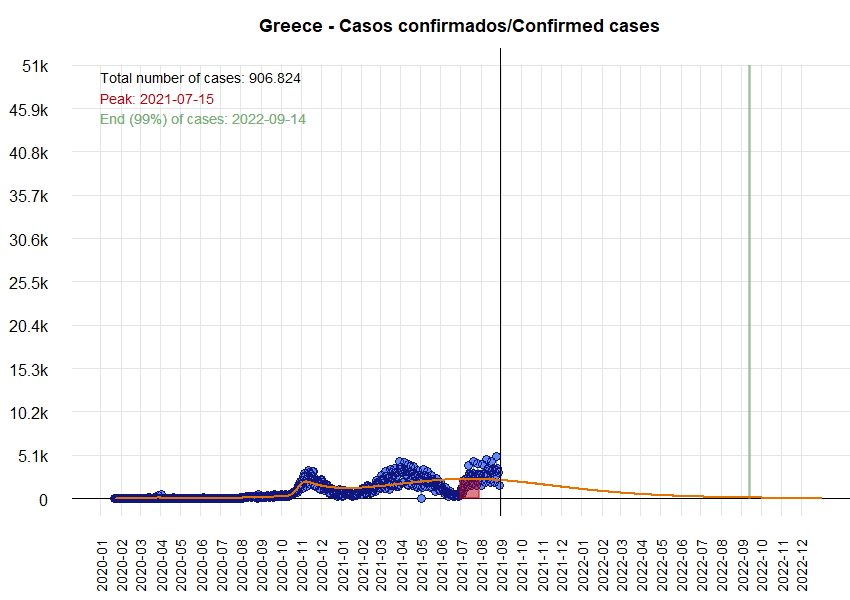 Greece - Casos confirmados/Confirmed cases
Total number of cases: 906.824
Peak: 2021-07-15
End (99%) of cases: 2022-09-14
51k
45.9k
40.8k
35.7k
30.6k
25.5k
20.4k
15.3k
10.2k
5.1k
0
2020-01
2020-02
2020-03
2020-04
2020-05
2020-06
2020-07
2020-08
2020-09
2020-10
2020-11
2020-12
2021-01
2021-02
2021-03
2021-04
2021-05
2021-06
2021-07
2021-08
2021-09
2021-10
2021-11
2021-12
2022-01
2022-02
2022-03
2022-04
2022-05
2022-06
2022-07
2022-08
2022-09
2022-10
2022-11
2022-12